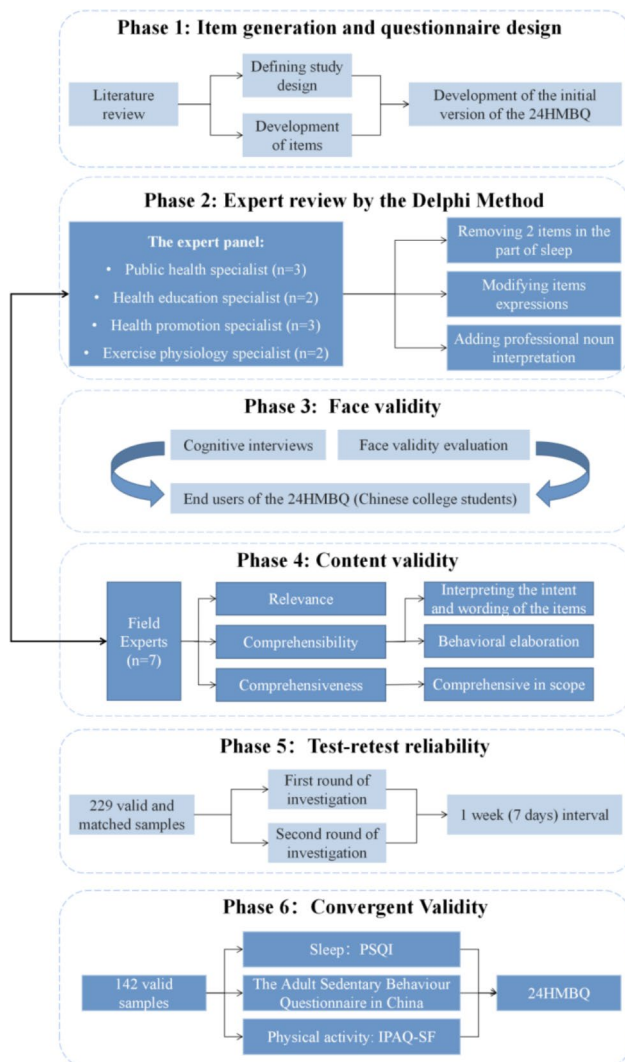 Phase 1: Item generation and questionnaire design
Literature
review
Defining study
design
Development
of items
Development of the initial
version of the 24HMBQ
Phase 2: Expert review by the Delphi Method
The expert panel:
• Public health specialist (n=3)
• Health education specialist (n=2)
• Health promotion specialist (n=3)
• Exercise physiology specialist (n=2)
Removing 2 items in the
part of sleep
Modifying items
expressions
Adding professional noun
interpretation
Phase 3: Face validity
Cognitive interviews
Face validity evaluation
End users of the 24HMBQ (Chinese college students)
Phase 4: Content validity
Field
Experts
(n=7)
Relevance
Comprehensibility
Comprehensiveness
Interpreting the intent
and wording of the items
Behavioral elaboration
Comprehensive in scope
Phase 5：Test-retest reliability
229 valid and
matched samples
First round of
investigation
Second round of
investigation
1 week (7 days) interval
Phase 6：Convergent Validity
142 valid
samples
Sleep：PSQI
The Adult Sedentary Behaviour
Questionnaire in China
Physical activity: IPAQ-SF
24HMBQ